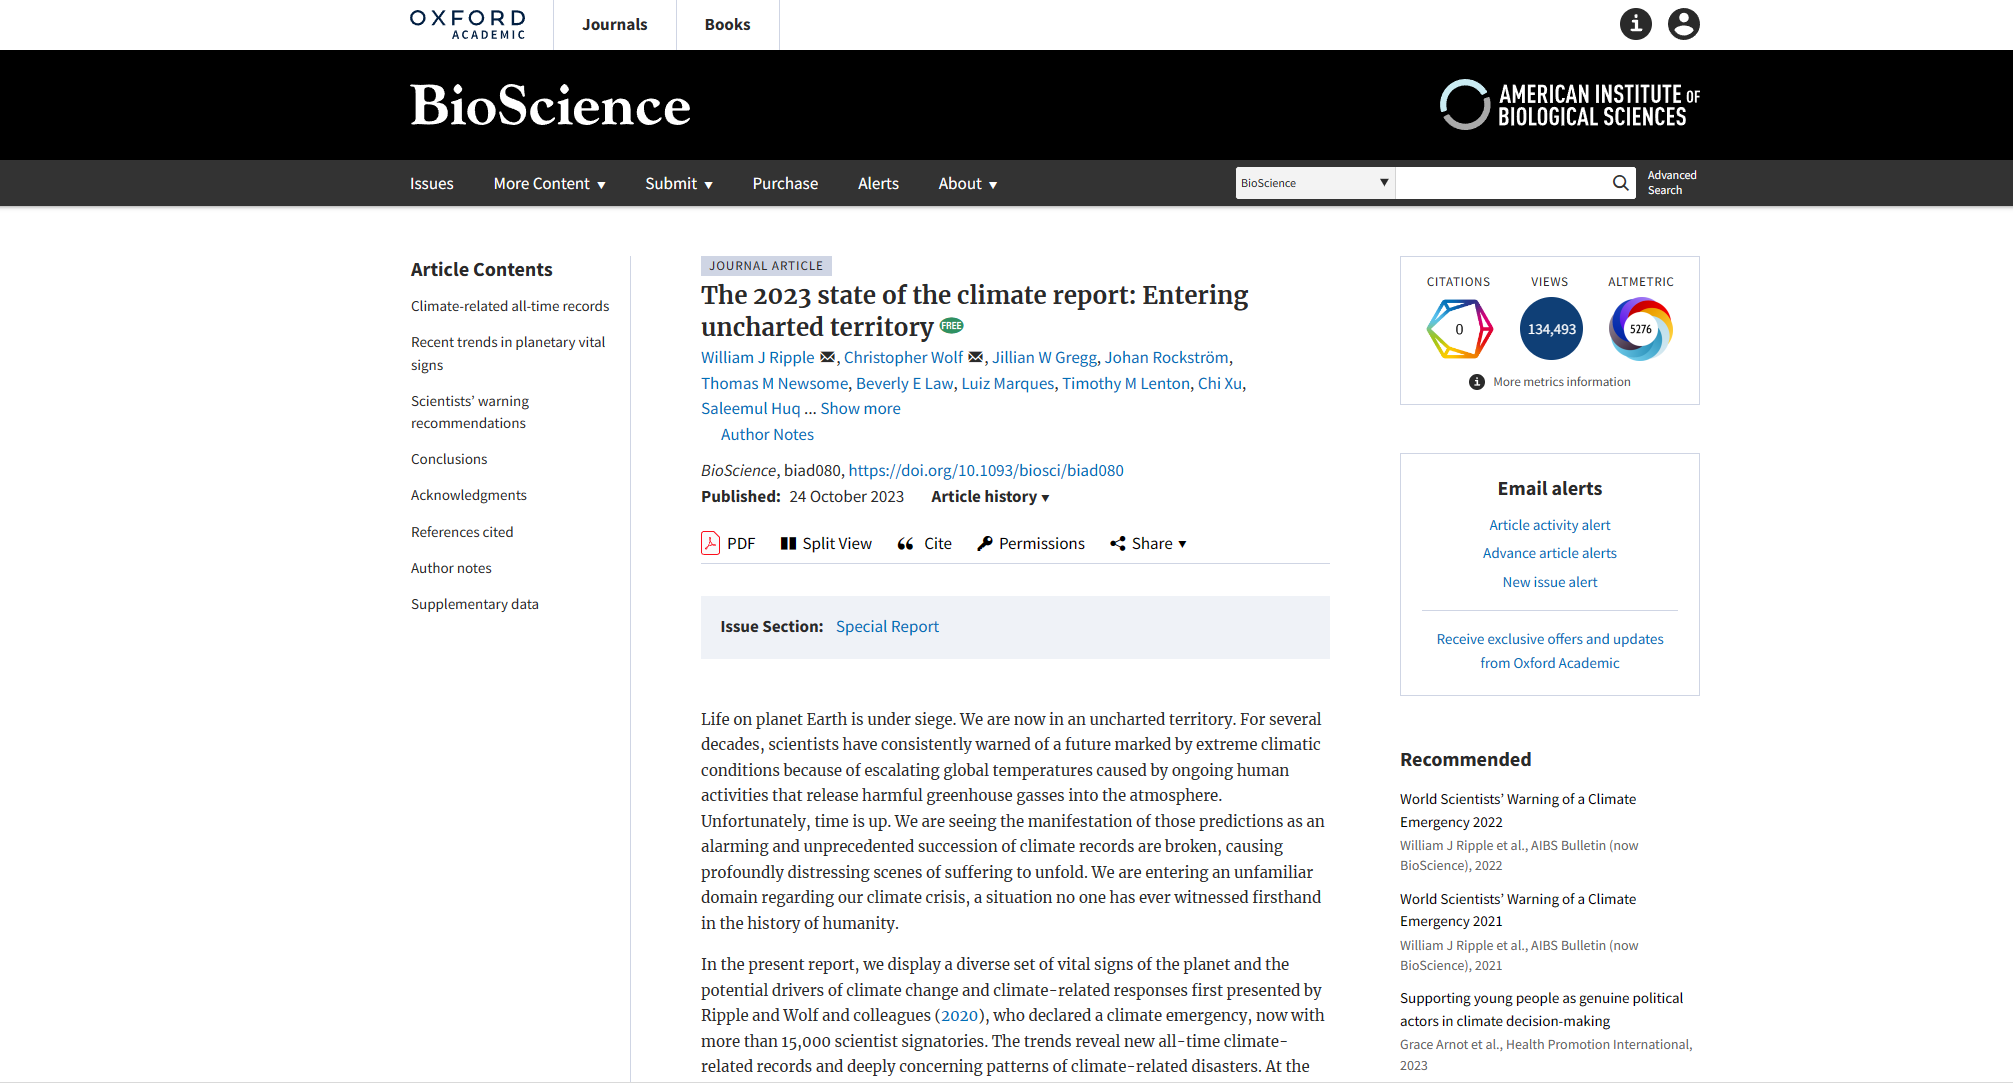 OXFORD
ACADEMIC
Journals
Books
BioScience
AMERICAN INSTITUTE OF
BIOLOGICAL SCIENCES
Issues
More Content
Submit
Purchase
Alerts
About
BioScience
Advanced
Search
Article Contents
Climate-related all-time records
Recent trends in planetary vital
signs
Scientists’ warning
recommendations
Conclusions
Acknowledgments
References cited
Author notes
Supplementary data
JOURNAL ARTICLE
The 2023 state of the climate report: Entering
uncharted territory FREE
William J Ripple, Christopher Wolf, Jillian W Gregg, Johan Rockström,
Thomas M Newsome, Beverly E Law, Luiz Marques, Timothy M Lenton, Chi Xu,
Saleemul Huq ... Show more
Author Notes
BioScience, biad080, https://doi.org/10.1093/biosci/biad080
Published: 24 October 2023 Article history
PDF
Split View
Cite
Permissions
Share
Issue Section: Special Report
Life on planet Earth is under siege. We are now in an uncharted territory. For several
decades, scientists have consistently warned of a future marked by extreme climatic
conditions because of escalating global temperatures caused by ongoing human
activities that release harmful greenhouse gasses into the atmosphere.
Unfortunately, time is up. We are seeing the manifestation of those predictions as an
alarming and unprecedented succession of climate records are broken, causing
profoundly distressing scenes of suffering to unfold. We are entering an unfamiliar
domain regarding our climate crisis, a situation no one has ever witnessed firsthand
in the history of humanity.
In the present report, we display a diverse set of vital signs of the planet and the
potential drivers of climate change and climate-related responses first presented by
Ripple and Wolf and colleagues (2020), who declared a climate emergency, now with
more than 15,000 scientist signatories. The trends reveal new all-time climate-
related records and deeply concerning patterns of climate-related disasters. At the
CITATIONS
VIEWS
ALTMETRIC
0
134,493
5276
More metrics information
Email alerts
Article activity alert
Advance article alerts
New issue alert
Receive exclusive offers and updates
from Oxford Academic
Recommended
World Scientists’ Warning of a Climate
Emergency 2022
William J Ripple et al., AIBS Bulletin (now
BioScience), 2022
World Scientists’ Warning of a Climate
Emergency 2021
William J Ripple et al., AIBS Bulletin (now
BioScience), 2021
Supporting young people as genuine political
actors in climate decision-making
Grace Arnot et al., Health Promotion International,
2023